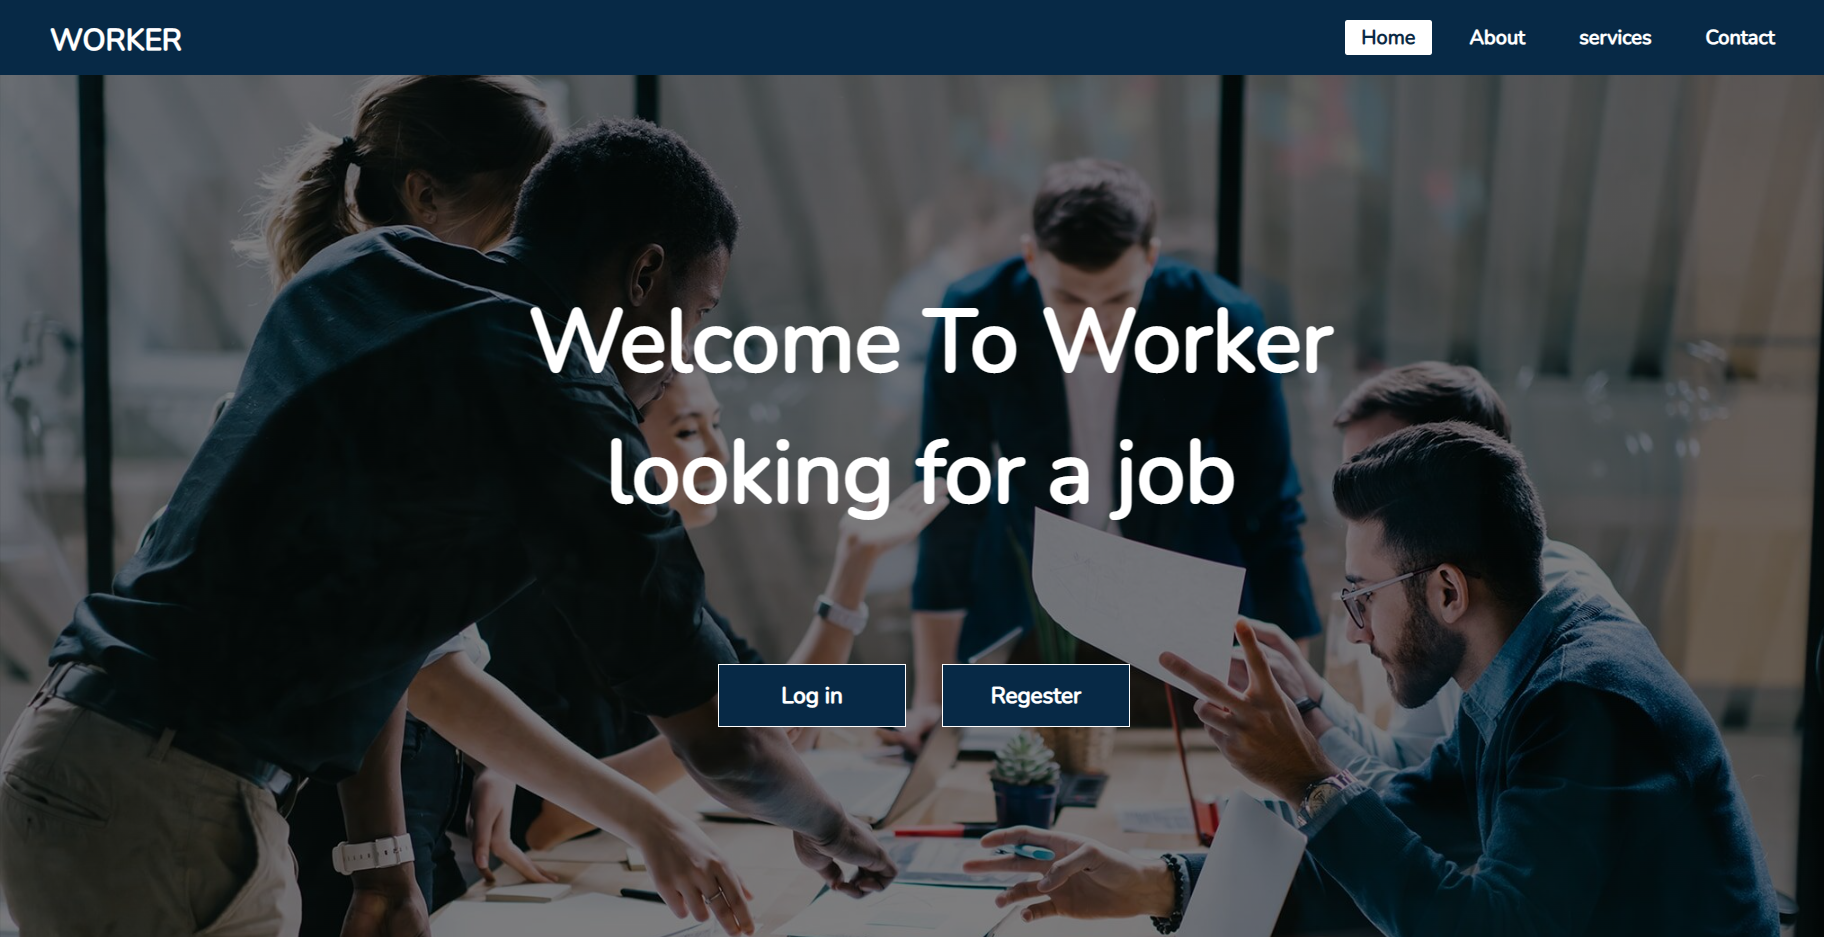 WORKER
Home About services Contact
Welcome To Worker
looking for a job
Log in Regester